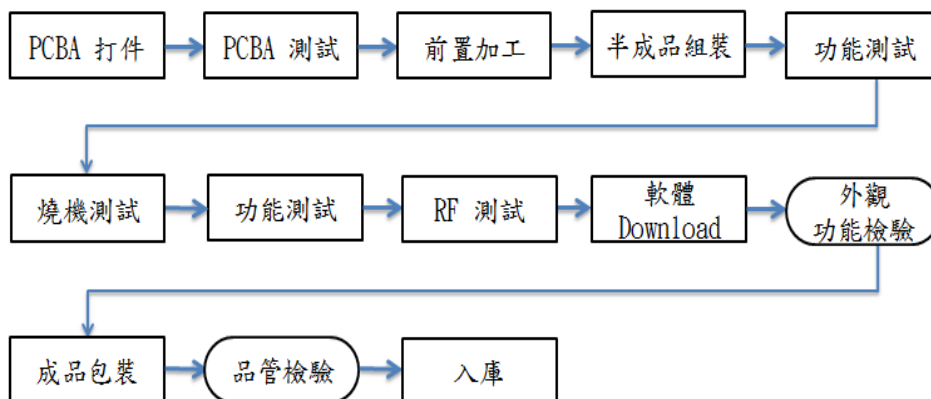 PCBA 打件
PCBA 測試
前置加工
半成品組裝
功能測試
燒機測試
功能測試
RF 測試
軟體
Download
外觀
功能檢驗
成品包裝
品管檢驗
入庫